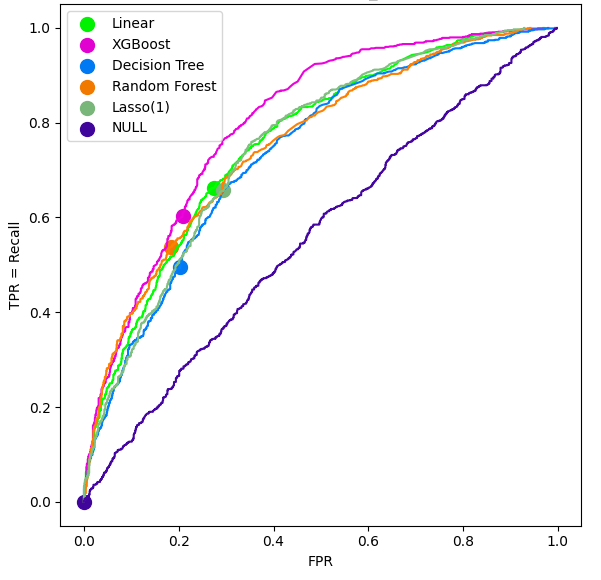 Linear
XGBoost
Decision Tree
Random Forest
Lasso(1)
NULL
1.0
0.8
0.6
0.4
0.2
0.0
TPR = Recall
0.0 0.2 0.4 0.6 0.8 1.0
FPR